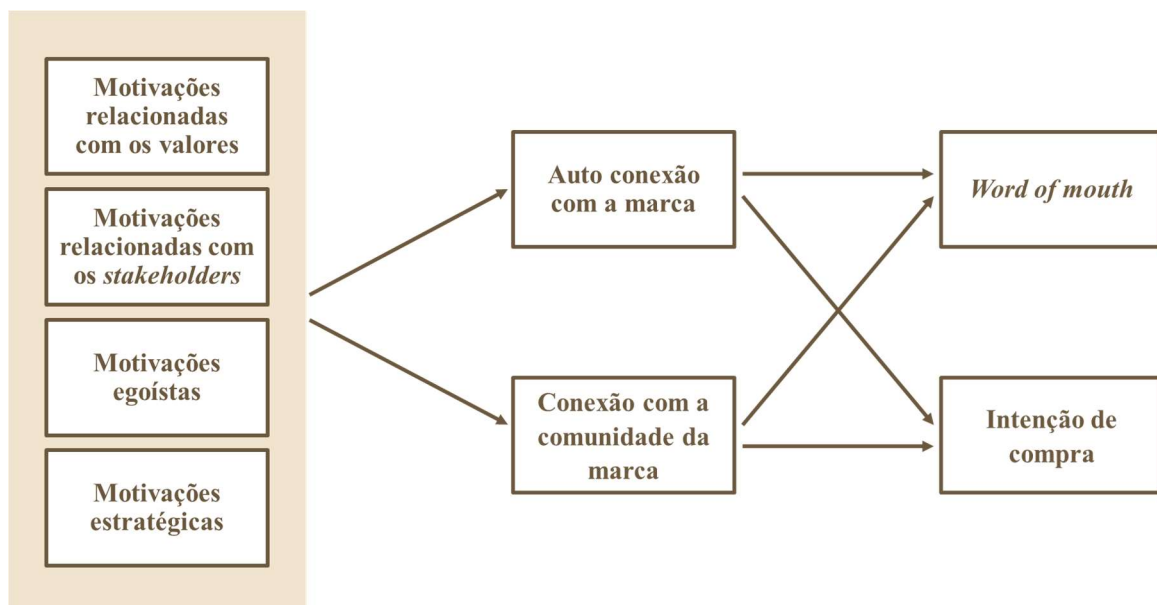 Motivações
relacionadas
com os valores
Motivações
relacionadas com
os stakeholders
Motivações
egoístas
Motivações
estratégicas
Auto conexão
com a marca
Conexão com a
comunidade da
marca
Word of mouth
Intenção de
compra